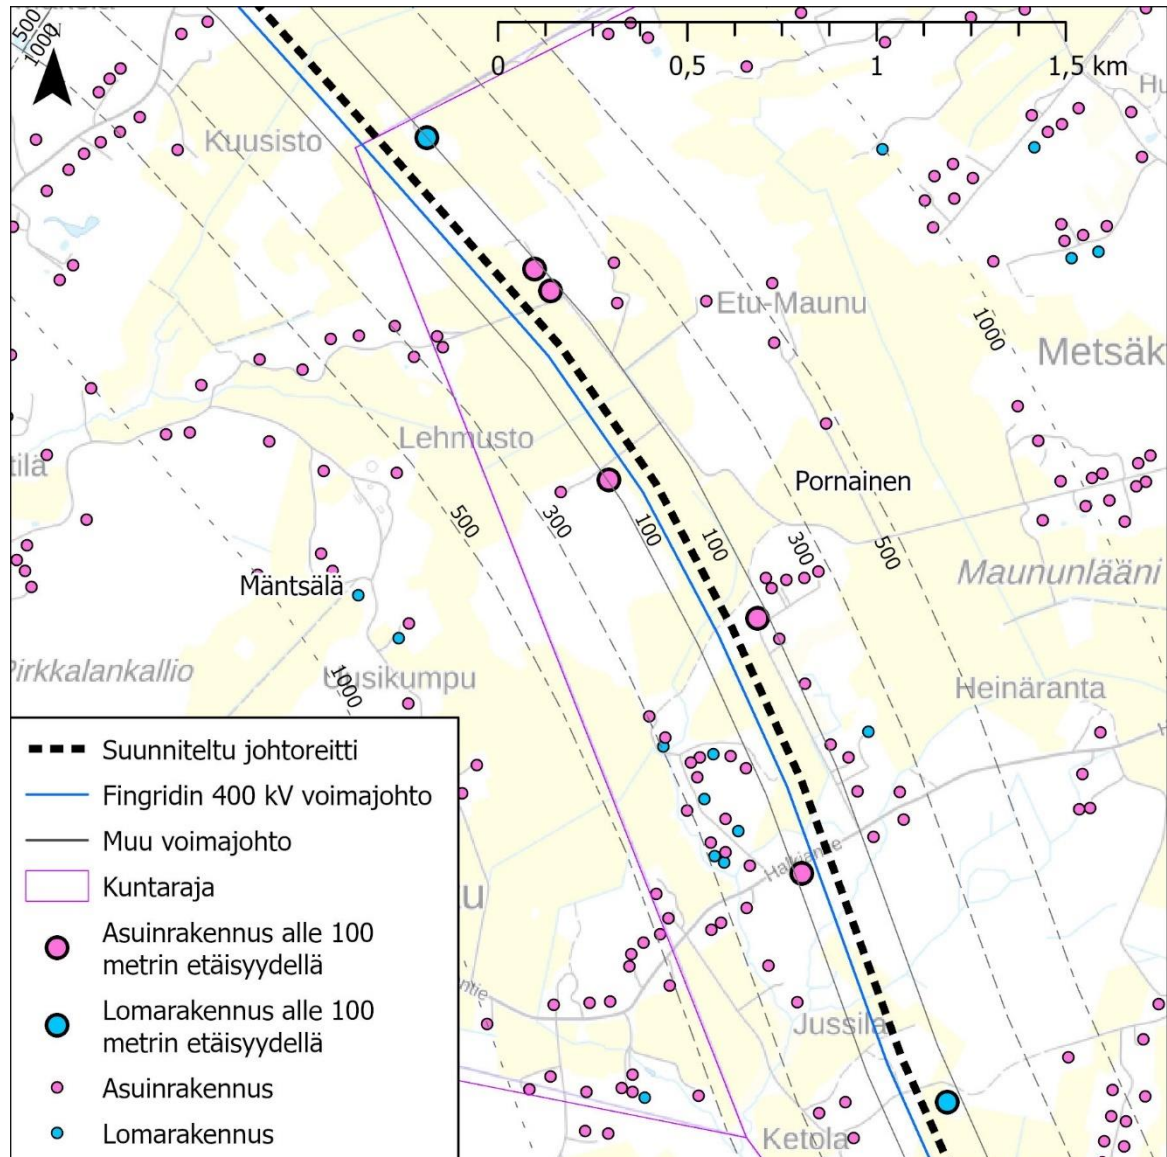 500
1000
N
0
0,5
1
1,5 km
Kuusisto
Etu-Maunu
1000
Metsäk
Lehmusto
tilä
Pornainen
500
300
100
100
300
500
Maununlääni
Mäntsälä
Pirkkalankallio
Uusikumpu
1000
Heinäranta
Halkiantie
Suunniteltu johtoreitti
Fingridin 400 kV voimajohto
Muu voimajohto
Kuntaraja
Asuinrakennus alle 100
metrin etäisyydellä
Lomarakennus alle 100
metrin etäisyydellä
Asuinrakennus
Lomarakennus
ntie
Jussila
Ketola